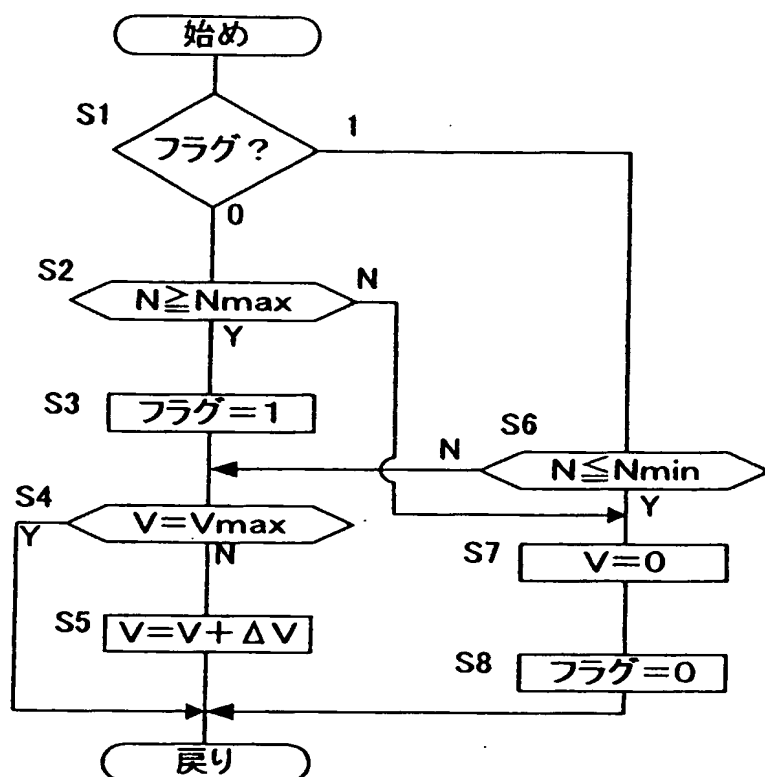 始め
S1
フラグ?
1
0
S2
N≧Nmax
N
Y
S3
フラグ=1
S6
N
N≦Nmin
Y
S4
V=Vmax
Y
N
S7
V=0
S5
V=V+ΔV
S8
フラグ=0
戻り